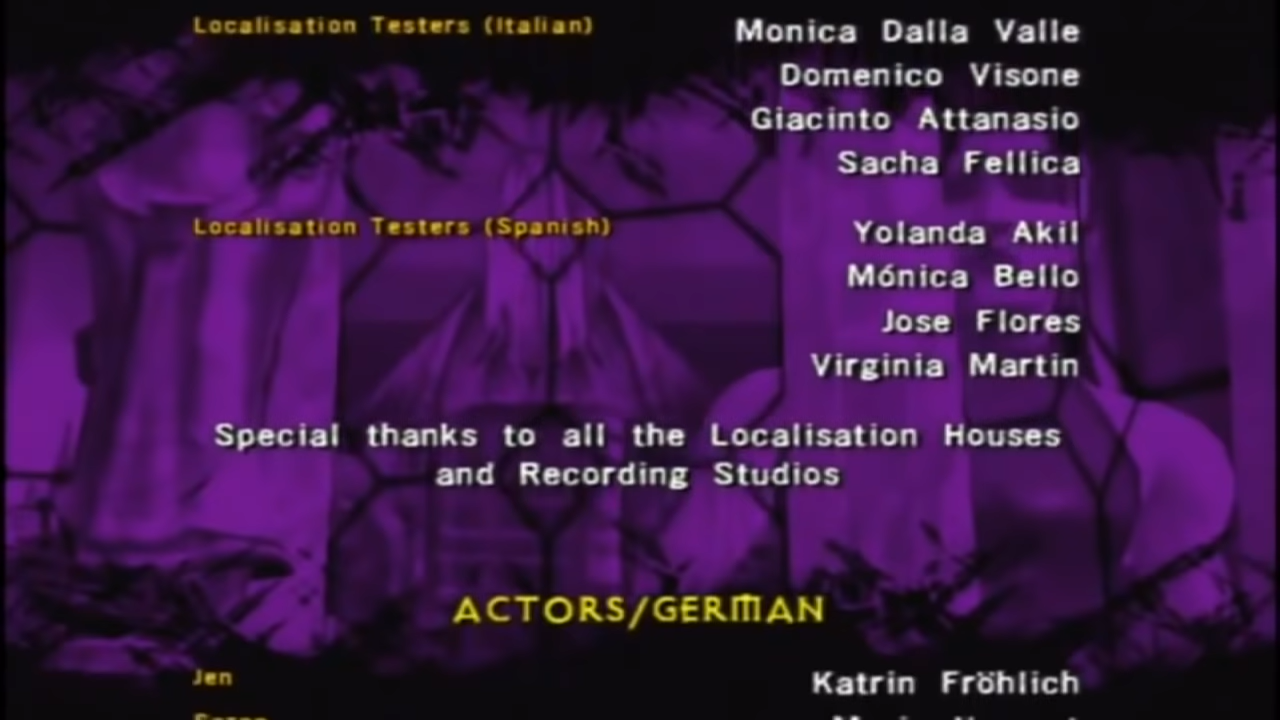 Localisation Testers (Italian) Monica Dalla Valle
Domenico Visone
Giacinto Attanasio
Sacha Fellica
Localisation Testers (Spanish) Yolanda Akil
Mónica Bello
Jose Flores
Virginia Martin
Special thanks to all the Localisation Houses
and Recording Studios
ACTORS/GERMAN
Jen Katrin Fröhlich